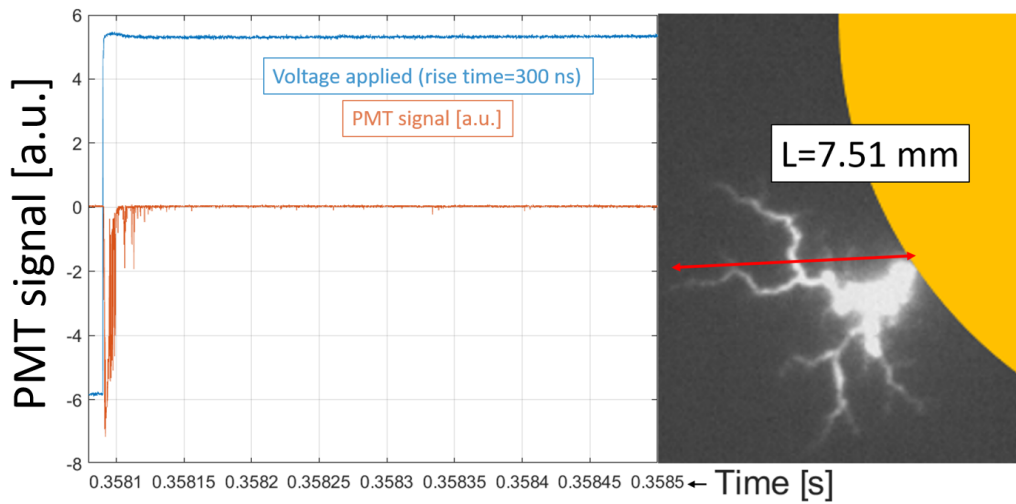 PMT signal [a.u.]
6
4
2
0
-2
-4
-6
-8
Voltage applied (rise time=300 ns)
PMT signal [a.u.]
L=7.51 mm
0.3581 0.35815 0.3582 0.35825 0.3583 0.35835 0.3584 0.35845 0.3585 ← Time [s]